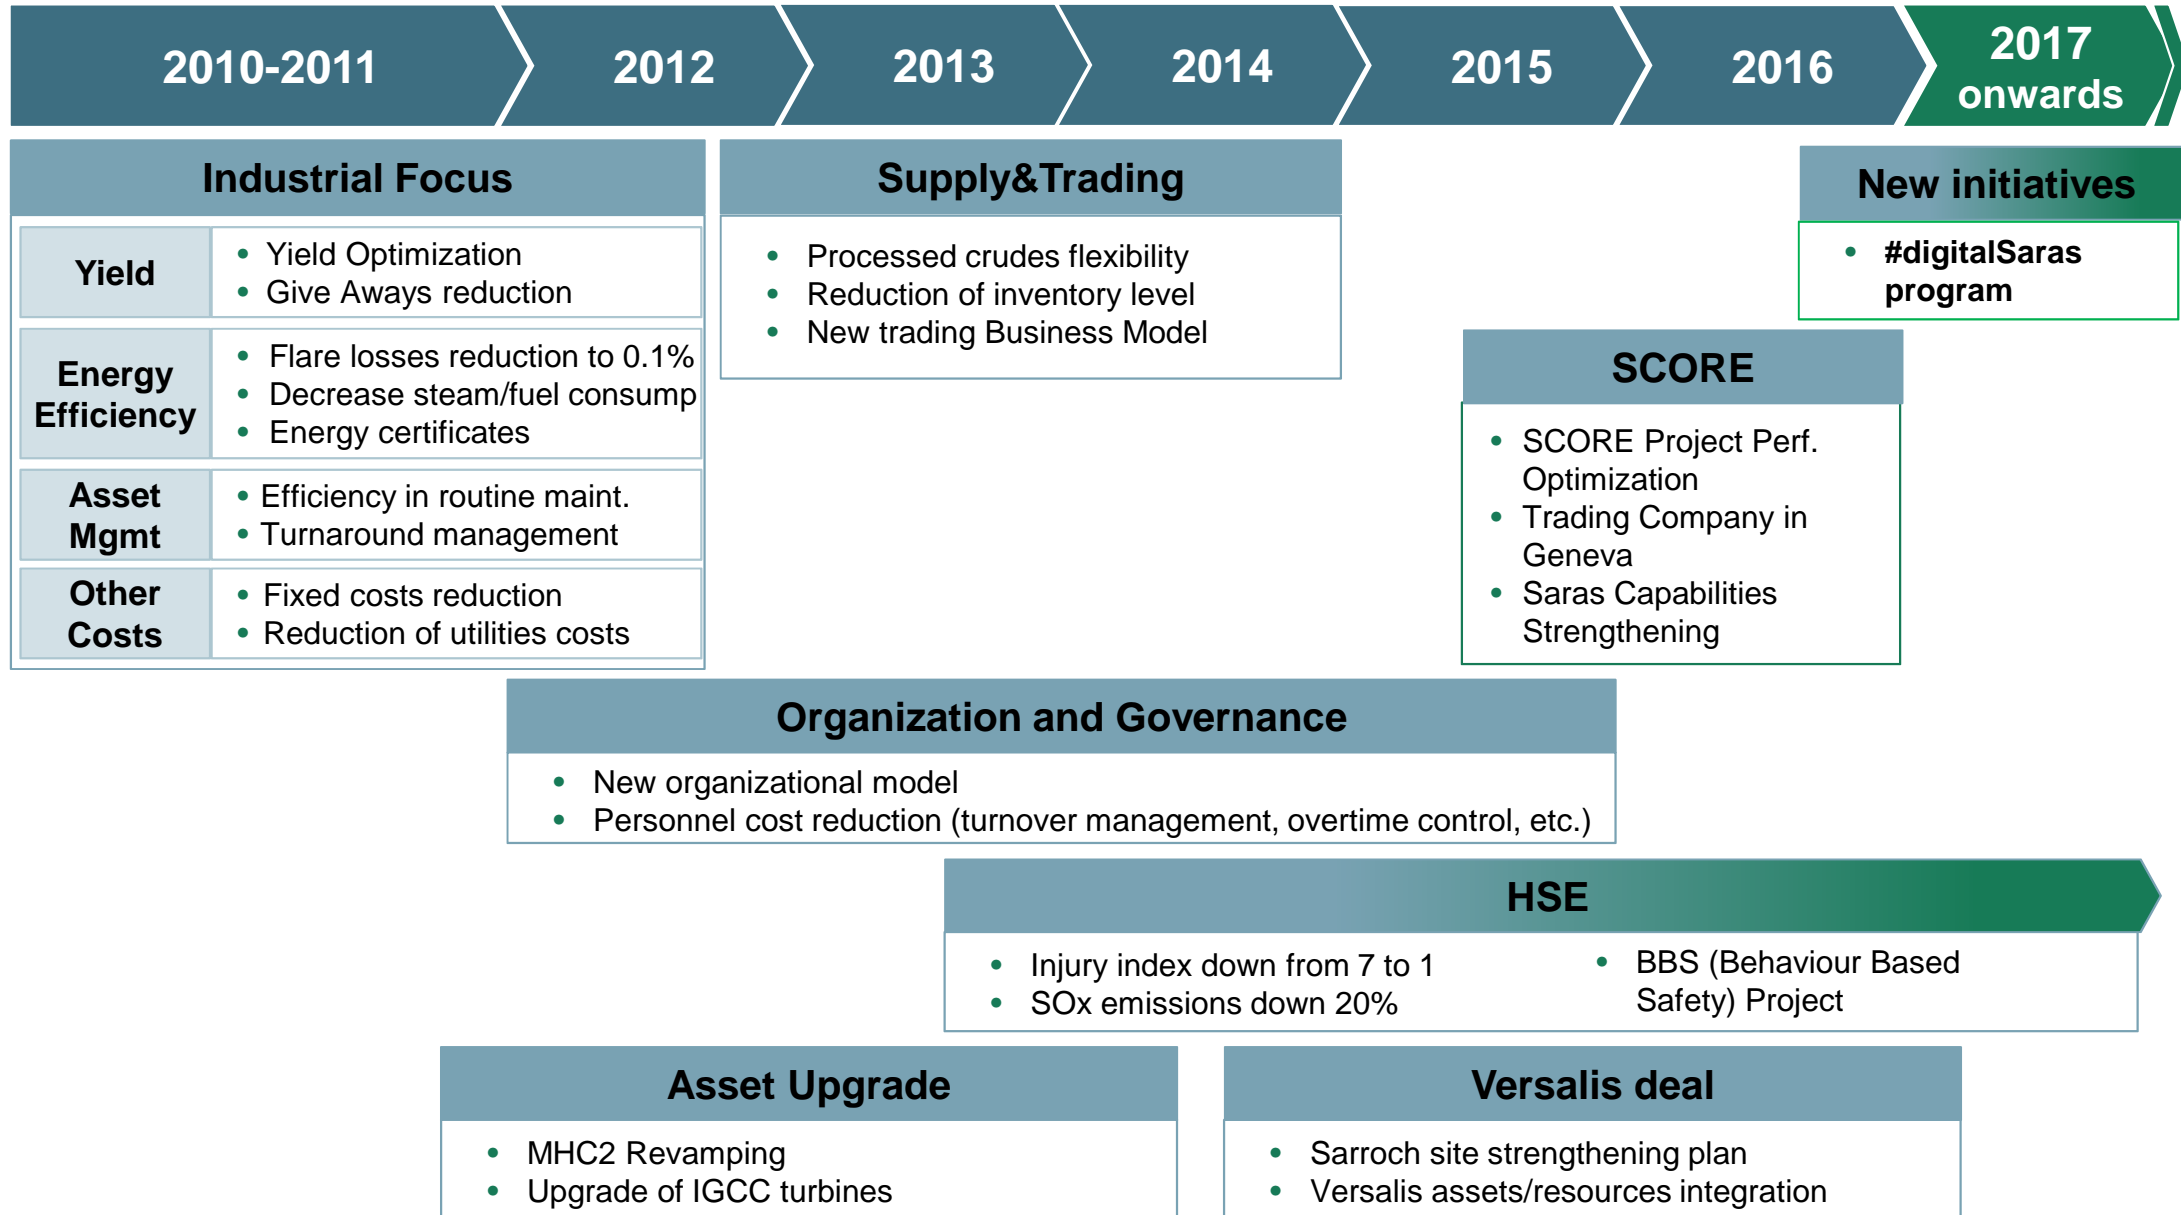 2010-2011
2012
2013
2014
2015
2016
2017
onwards
Industrial Focus
Yield
• Yield Optimization
• Give Aways reduction
Energy
Efficiency
• Flare losses reduction to 0.1%
• Decrease steam/fuel consump
• Energy certificates
Asset
Mgmt
• Efficiency in routine maint.
• Turnaround management
Other
Costs
• Fixed costs reduction
• Reduction of utilities costs
Supply&Trading
• Processed crudes flexibility
• Reduction of inventory level
• New trading Business Model
New initiatives
• #digitalSaras
program
SCORE
• SCORE Project Perf.
Optimization
• Trading Company in
Geneva
• Saras Capabilities
Strengthening
Organization and Governance
• New organizational model
• Personnel cost reduction (turnover management, overtime control, etc.)
HSE
• Injury index down from 7 to 1
• SOx emissions down 20%
• BBS (Behaviour Based
Safety) Project
Asset Upgrade
• MHC2 Revamping
• Upgrade of IGCC turbines
Versalis deal
• Sarroch site strengthening plan
• Versalis assets/resources integration